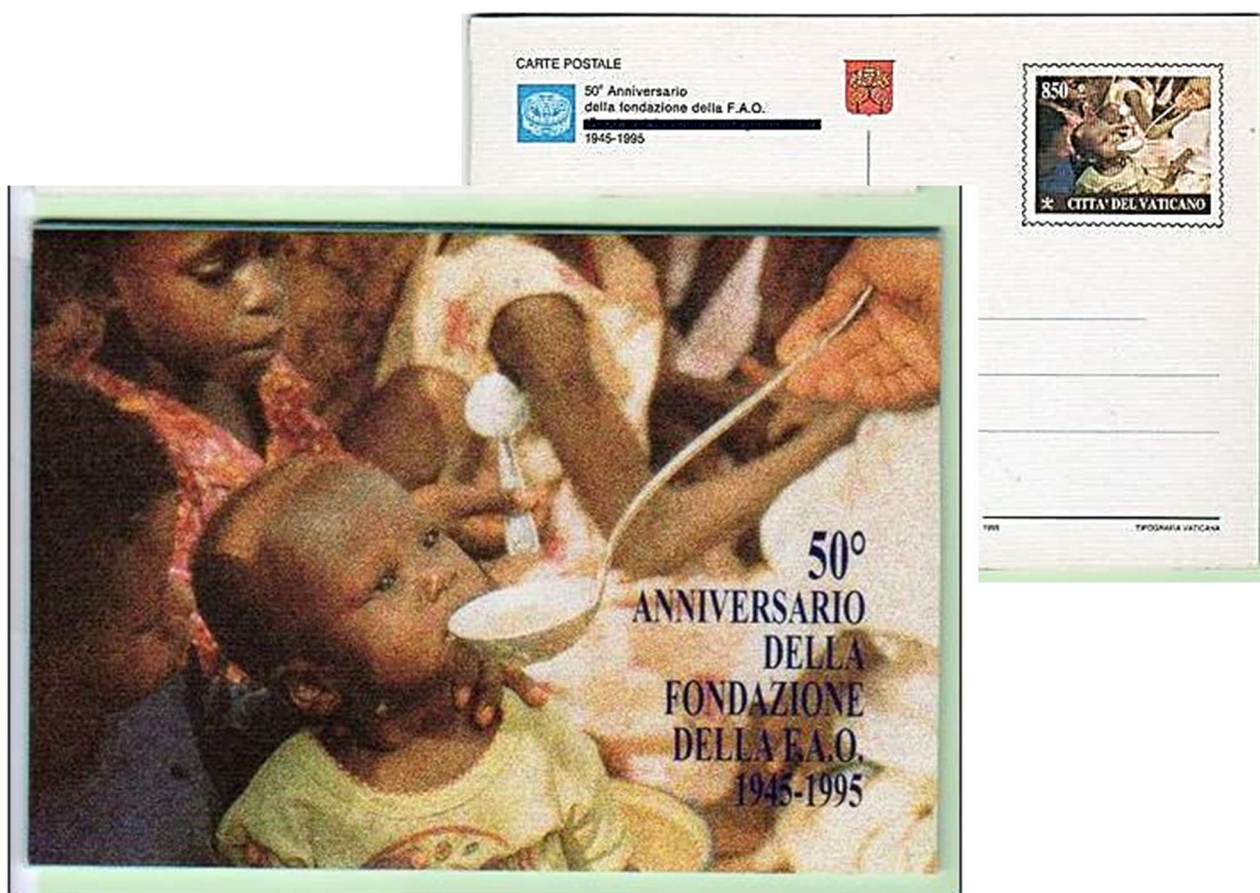 CARTE POSTALE
50° Anniversario
della fondazione della F.A.O.
1945-1995
850
CITTA' DEL VATICANO
1995
TIPOGRAFIA VATICANA
50°
ANNIVERSARIO
DELLA
FONDAZIONE
DELLA F.A.O.
1945-1995